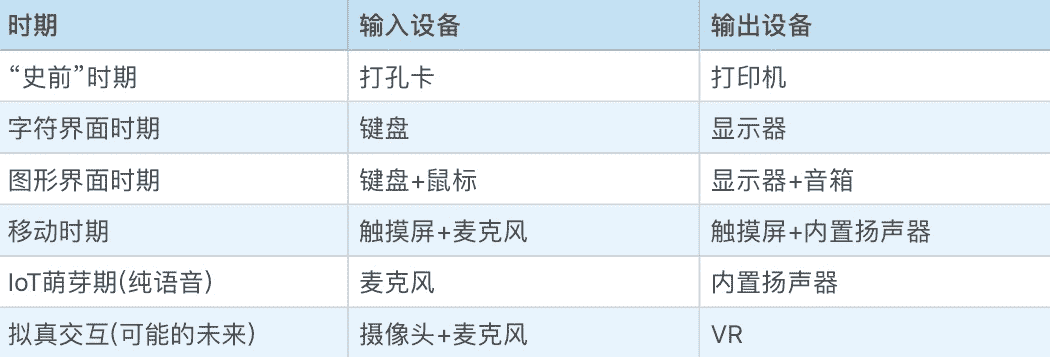 时期 输入设备 输出设备
“史前”时期 打孔卡 打印机
字符界面时期 键盘 显示器
图形界面时期 键盘+鼠标 显示器+音箱
移动时期 触摸屏+麦克风 触摸屏+内置扬声器
IoT萌芽期(纯语音) 麦克风 内置扬声器
拟真交互(可能的未来) 摄像头+麦克风 VR